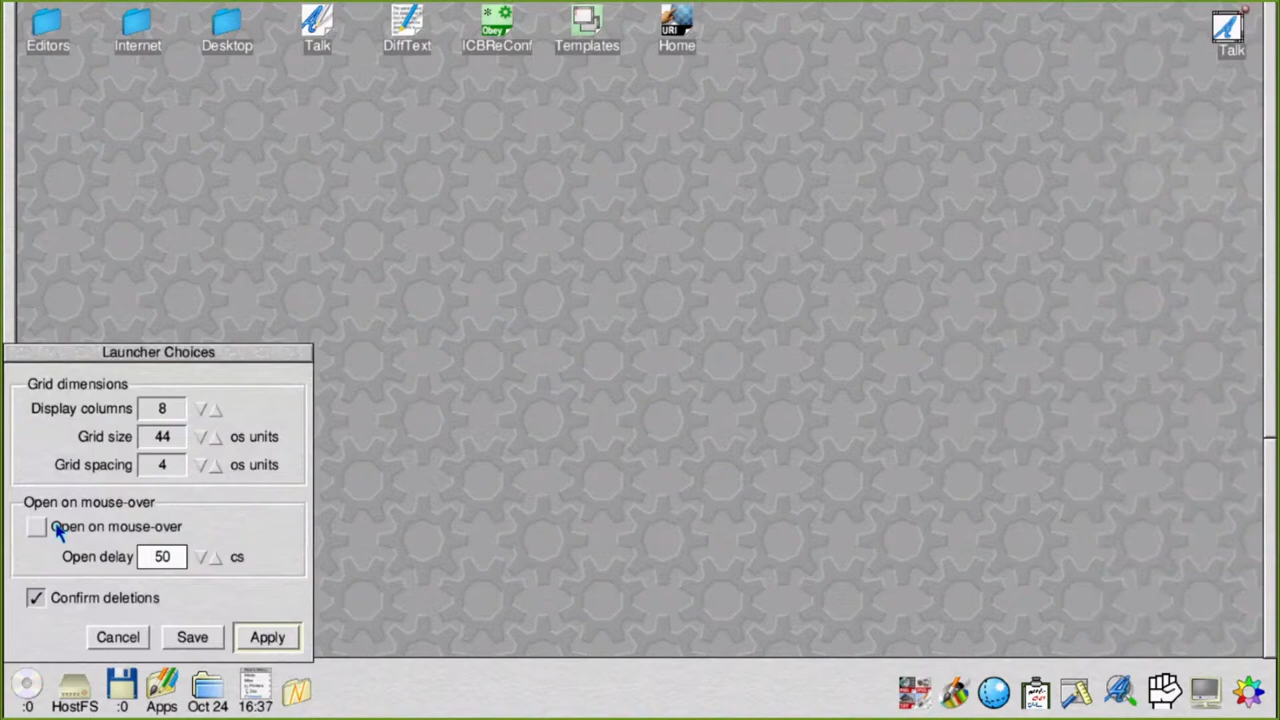 Editors Internet Desktop Talk DiffText ICBReConf Templates Home Talk
Obey
URI
Launcher Choices
Grid dimensions
Display columns 8
Grid size 44 os units
Grid spacing 4 os units
Open on mouse-over
Open on mouse-over
Open delay 50 cs
Confirm deletions
Cancel Save Apply
:0 HostFS :0 Apps Oct 24 16:37